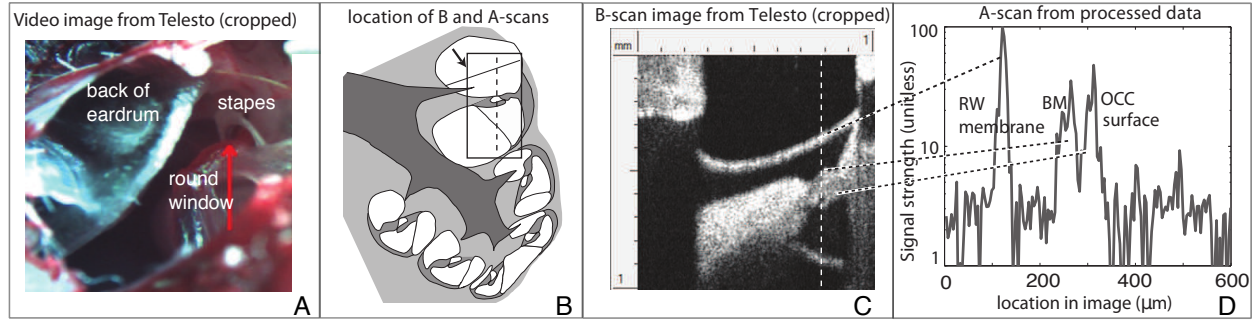 Video image from Telesto (cropped)
back of
eardrum
stapes
round
window
A
location of B and A-scans
B
B-scan image from Telesto (cropped)
mm
1
1
C
A-scan from processed data
Signal strength (unitless)
100
10
1
RW
membrane
BM
OCC
surface
0
200
400
600
location in image (μm)
D